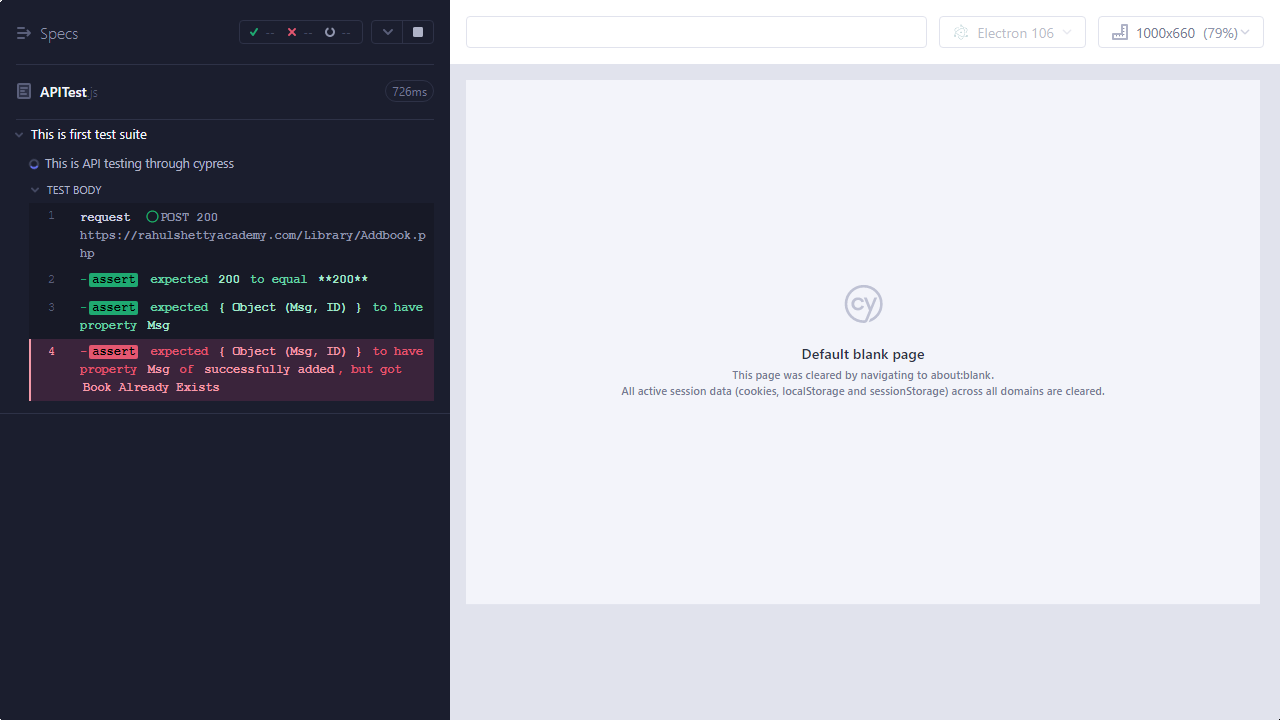 Specs
-- -- --
Electron 106
1000x660 (79%)
APITest.js
726ms
This is first test suite
This is API testing through cypress
TEST BODY
1 request POST 200
https://rahulshettyacademy.com/Library/Addbook.p
hp
2 -assert expected 200 to equal **200**
3 -assert expected { Object (Msg, ID) } to have
property Msg
4 -assert expected { Object (Msg, ID) } to have
property Msg of successfully added, but got
Book Already Exists
cy
Default blank page
This page was cleared by navigating to about:blank.
All active session data (cookies, localStorage and sessionStorage) across all domains are cleared.